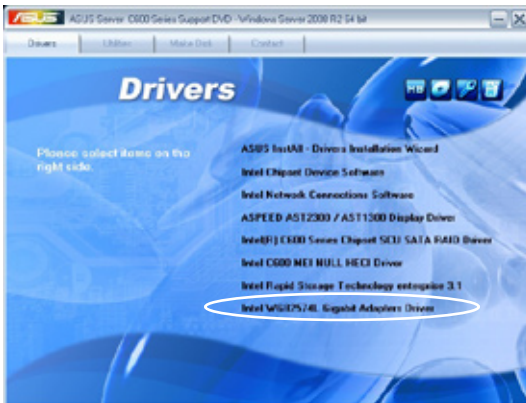 ASUS Server C600 Series Support DVD - Windows Server 2008 R2 64 bit
Drivers
Utilities
Make Disk
Contact
Drivers
Please select items on the
right side.
ASUS InstAll - Drivers Installation Wizard
Intel Chipset Device Software
Intel Network Connections Software
ASPEED AST2300 / AST1300 Display Driver
Intel(R) C600 Series Chipset SCU SATA RAID Driver
Intel C600 MEI NULL HECI Driver
Intel Rapid Storage Technology enterprise 3.1
Intel WG82574L Gigabit Adapters Driver